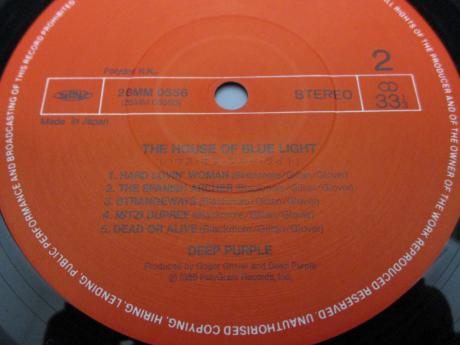 ALL RIGHTS OF THE PRODUCER AND OF THE OWNER OF THE WORK REPRODUCED RESERVED. UNAUTHORISED COPYING, HIRING, LENDING, PUBLIC PERFORMANCE AND BROADCASTING OF THIS RECORD PROHIBITED
Polydor K.K.
2
28MM 0556
STEREO
33⅓
Made in Japan
THE HOUSE OF BLUE LIGHT
1. HARD LOVIN' WOMAN (Blackmore/Gillan/Glover)
2. THE SPANISH ARCHER (Blackmore/Gillan/Glover)
3. STRANGEWAYS (Blackmore/Gillan/Glover)
4. MITZI DUPREE (Blackmore/Gillan/Glover)
5. DEAD OR ALIVE (Blackmore/Gillan/Glover)
DEEP PURPLE
Produced by Roger Glover and Deep Purple
PolyGram Records, Inc.